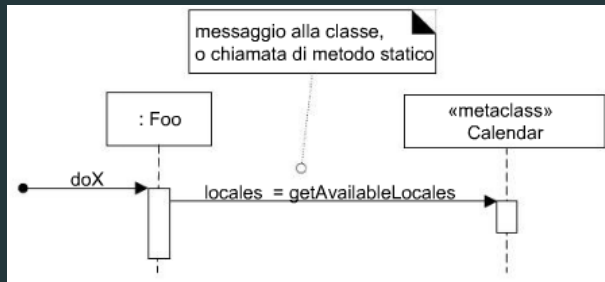 messaggio alla classe,
o chiamata di metodo statico
: Foo
«metaclass»
Calendar
doX
locales = getAvailableLocales